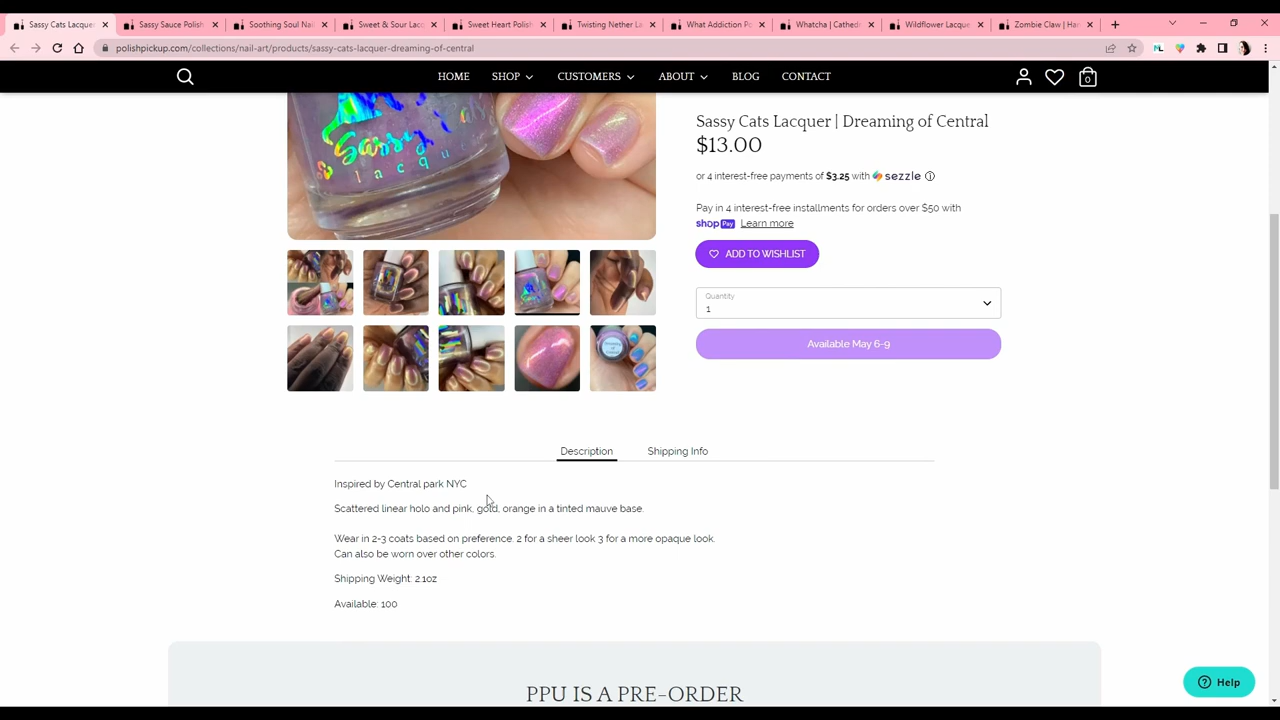 Sassy Cats Lacquer
Sassy Sauce Polish
Soothing Soul Nai
Sweet & Sour Lacq
Sweet Heart Polish
Twisting Nether La
What Addiction Po
Whatcha | Cathed
Wildflower Lacque
Zombie Claw | Ha
polishpickup.com/collections/nail-art/products/sassy-cats-lacquer-dreaming-of-central
HOME SHOP CUSTOMERS ABOUT BLOG CONTACT
0
Sassy
lacque
Sassy Cats Lacquer | Dreaming of Central
$13.00
or 4 interest-free payments of $3.25 with sezzle
Pay in 4 interest-free installments for orders over $50 with
shop Pay Learn more
ADD TO WISHLIST
Quantity
1
Available May 6-9
Description Shipping Info
Inspired by Central park NYC
Scattered linear holo and pink, gold, orange in a tinted mauve base.
Wear in 2-3 coats based on preference. 2 for a sheer look 3 for a more opaque look.
Can also be worn over other colors.
Shipping Weight: 2.1oz
Available: 100
PPU IS A PRE-ORDER
Help